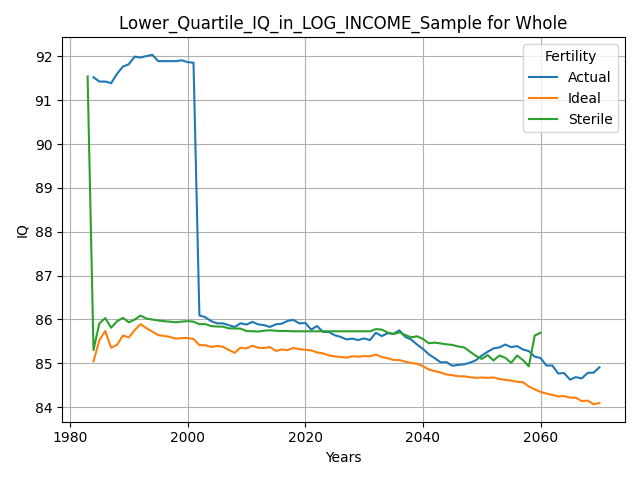 Lower_Quartile_IQ_in_LOG_INCOME_Sample for Whole
Fertility
Actual
Ideal
Sterile
IQ
92
91
90
89
88
87
86
85
84
1980
2000
2020
2040
2060
Years